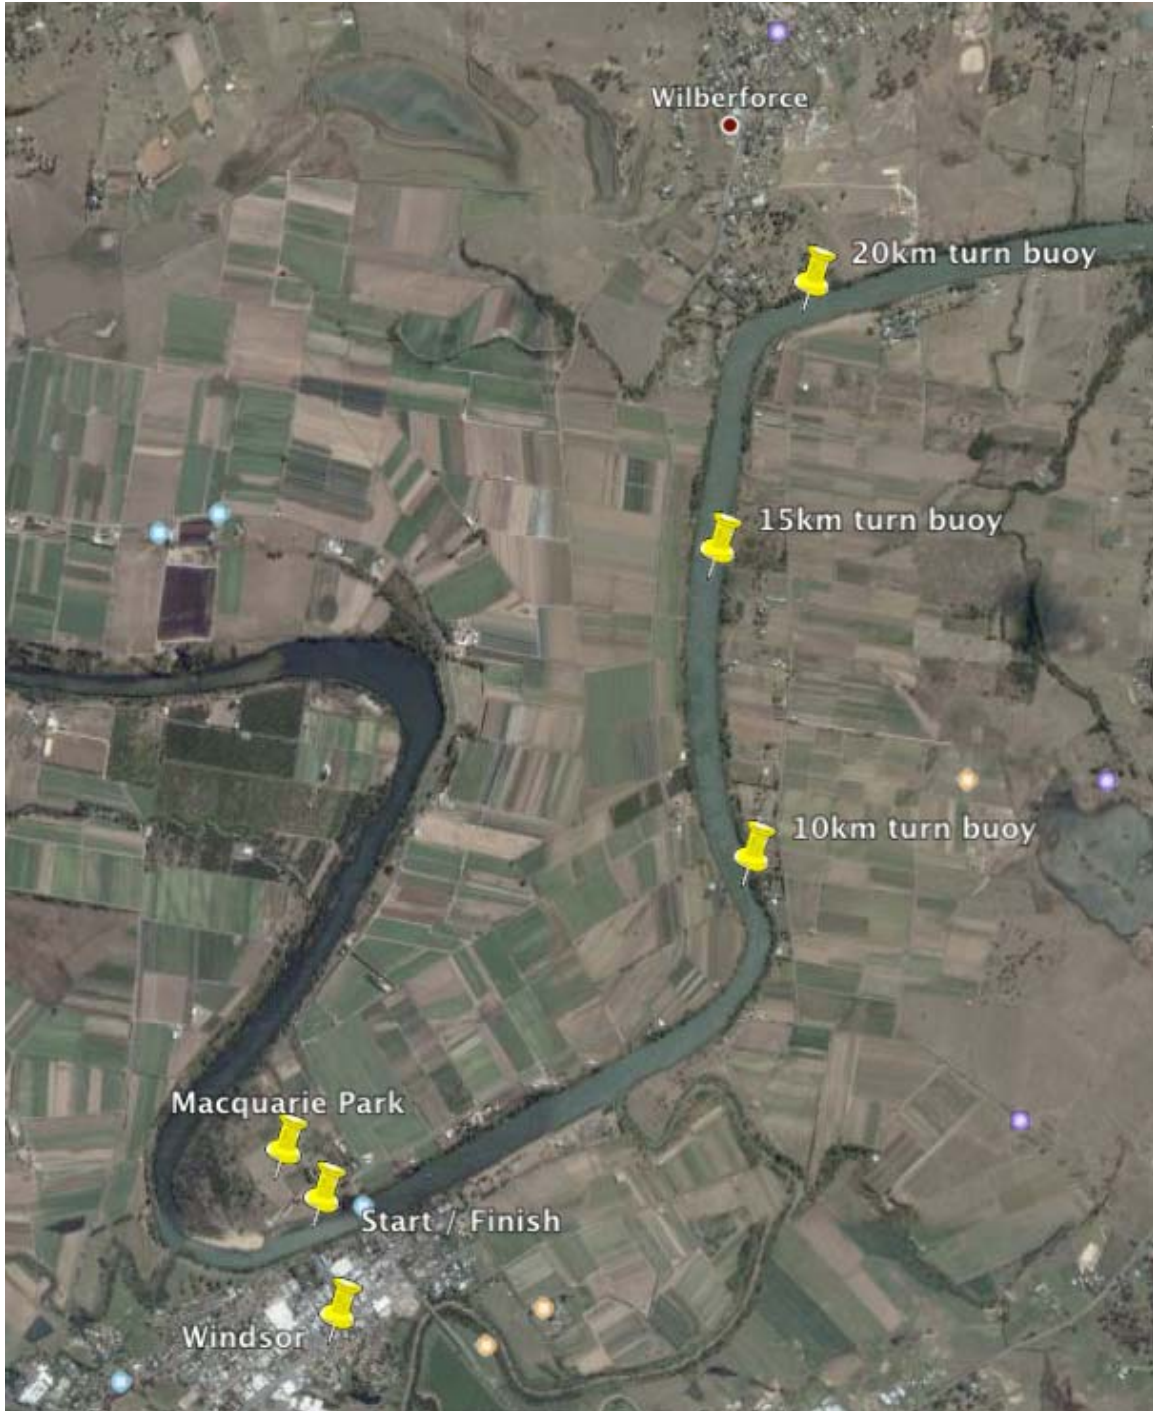 Wilberforce
20km turn buoy
15km turn buoy
10km turn buoy
Macquarie Park
Start / Finish
Windsor